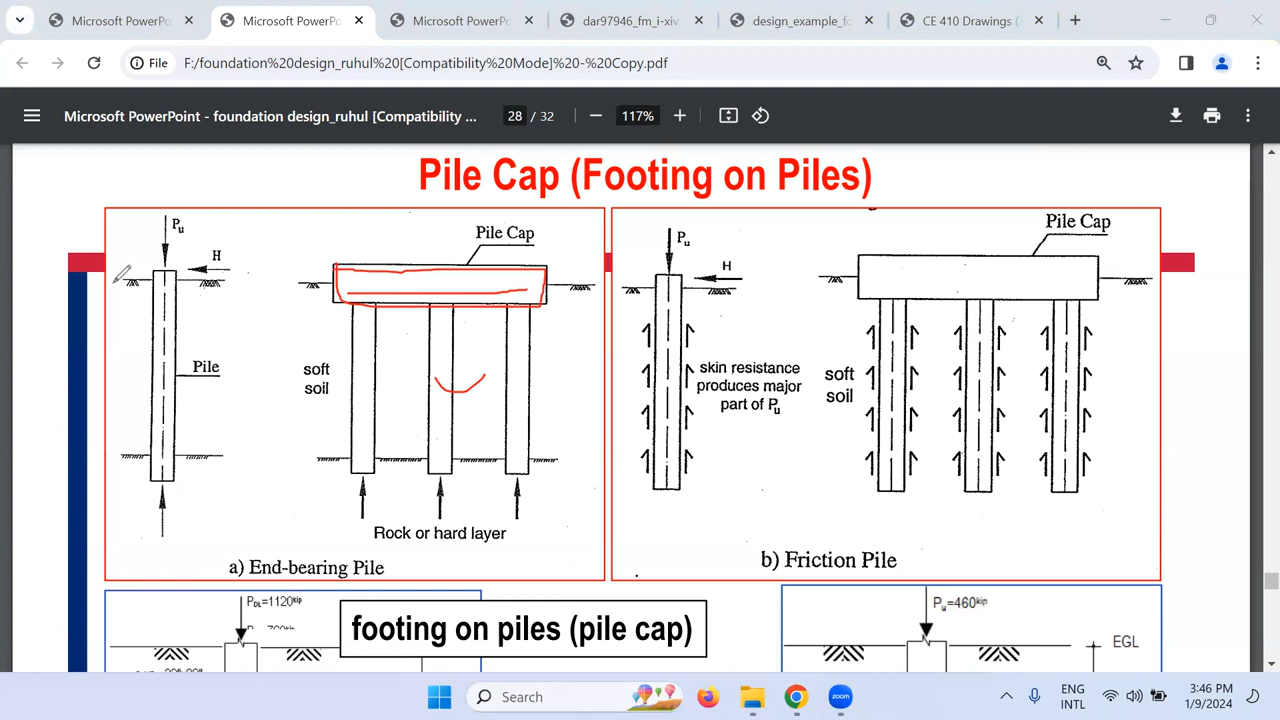 Microsoft PowerPo
Microsoft PowerPo
Microsoft PowerPo
dar97946_fm_i-xiv.
design_example_fo
CE 410 Drawings (
File
F:/foundation%20design_ruhul [Compatibility%20Mode]%20-%20Copy.pdf
Microsoft PowerPoint - foundation design_ruhul [Compatibility ...
28 / 32
117%
Pile Cap (Footing on Piles)
Pu
H
Pile
Pile Cap
soft
soil
Rock or hard layer
a) End-bearing Pile
Pu
H
skin resistance
produces major
part of Pu
Pile Cap
soft
soil
b) Friction Pile
PDL=1120kip
footing on piles (pile cap)
Pu=460kip
EGL
Search
zoom
ENG
INTL
3:46 PM
1/9/2024